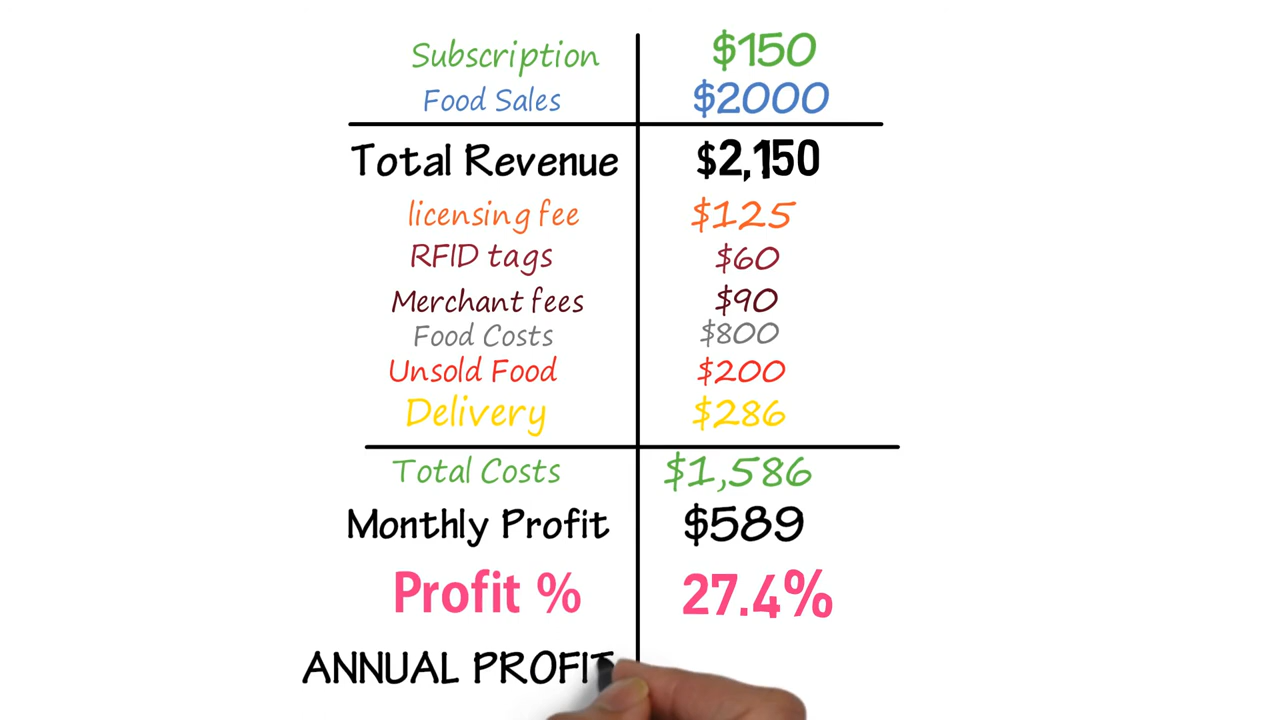 Subscription $150
Food Sales $2000
Total Revenue $2,150
licensing fee $125
RFID tags $60
Merchant fees $90
Food Costs $800
Unsold Food $200
Delivery $286
Total Costs $1,586
Monthly Profit $589
Profit % 27.4%
ANNUAL PROFIT